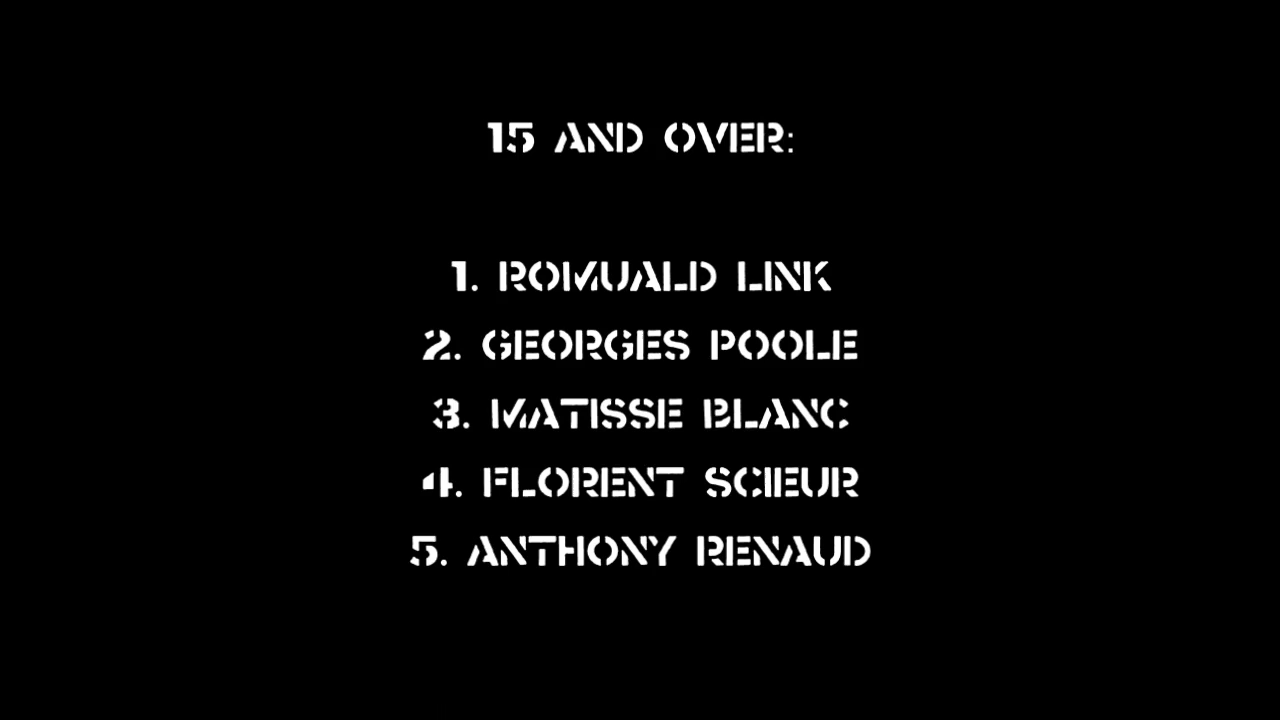 15 AND OVER:
1. ROMUALD LINK
2. GEORGES POOLE
3. MATISSE BLANC
4. FLORENT SCIEUR
5. ANTHONY RENAUD